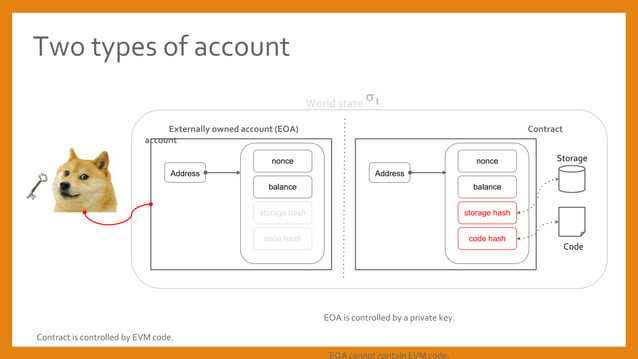 Two types of account
World state σt
Externally owned account (EOA)
Contract
account
Address
nonce
balance
storage hash
code hash
Address
nonce
balance
storage hash
code hash
Storage
Code
EOA is controlled by a private key.
Contract is controlled by EVM code.
EOA cannot contain EVM code.